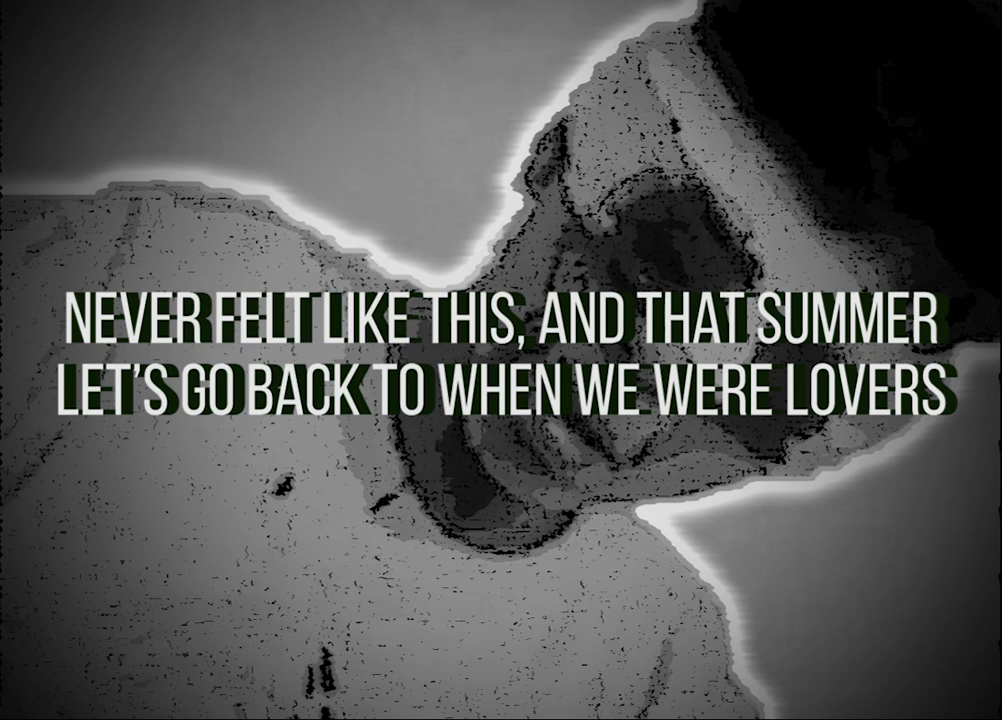 NEVER FELT LIKE THIS, AND THAT SUMMER
LET'S GO BACK TO WHEN WE WERE LOVERS